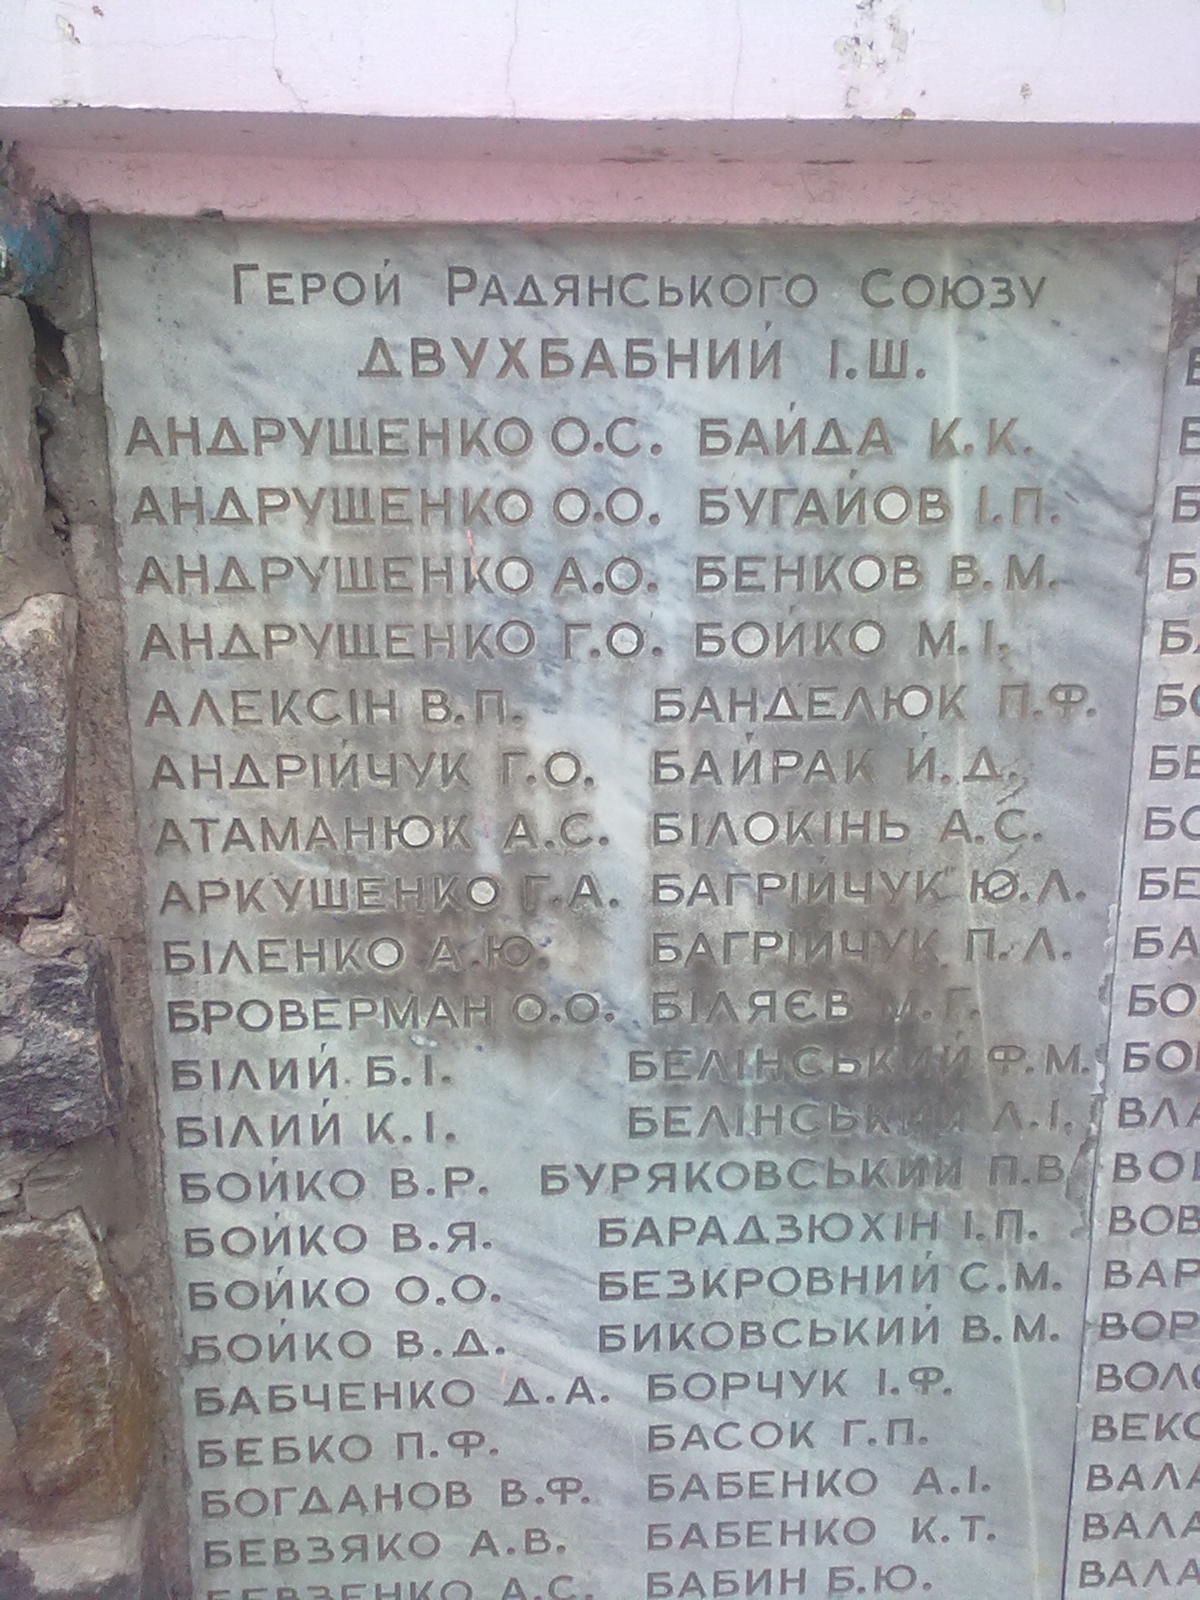 Герой Радянського Союзу
ДВУХБАБНИЙ І.Ш.
АНДРУЩЕНКО О.С. БАЙДА К.К.
АНДРУЩЕНКО О.О. БУГАЙОВ І.П.
АНДРУЩЕНКО А.О. БЕНКОВ В.М.
АНДРУЩЕНКО Г.О. БОЙКО М.І.
АЛЕКСІН В.П. БАНДЕЛЮК П.Ф.
АНДРІЙЧУК Г.О. БАЙРАК Й.Д.
АТАМАНЮК А.С. БІЛОКІНЬ А.С.
АРКУШЕНКО Г.А. БАГРІЙЧУК Ю.Л.
БІЛЕНКО А.Ю. БАГРІЙЧУК П.Л.
БРОВЕРМАН О.О. БІЛЯЄВ М.Г.
БІЛИЙ Б.І. БЕЛІНСЬКИЙ Ф.М.
БІЛИЙ К.І. БЕЛІНСЬКИЙ Л.І.
БОЙКО В.Р. БУРЯКОВСЬКИЙ П.В
БОЙКО В.Я. БАРАДЗЮХІН І.П.
БОЙКО О.О. БЕЗКРОВНИЙ С.М.
БОЙКО В.Д. БИКОВСЬКИЙ В.М.
БАБЧЕНКО Д.А. БОРЧУК І.Ф.
БЕБКО П.Ф. БАСОК Г.П.
БОГДАНОВ В.Ф. БАБЕНКО А.І.
БЕВЗЯКО А.В. БАБЕНКО К.Т.
БЕВЗЕНКО А.С. БАБИН Б.Ю.